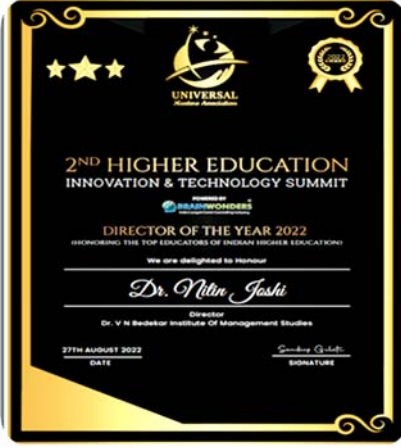 UNIVERSAL
Mentors Association
2ND HIGHER EDUCATION
INNOVATION & TECHNOLOGY SUMMIT
POWERED BY
BRAINWONDERS
DIRECTOR OF THE YEAR 2022
(HONORING THE TOP EDUCATORS OF INDIAN HIGHER EDUCATION)
We are delighted to Honour
Dr. Nitin Joshi
Director
Dr. V N Bedekar Institute Of Management Studies
27TH AUGUST 2022
DATE
SIGNATURE